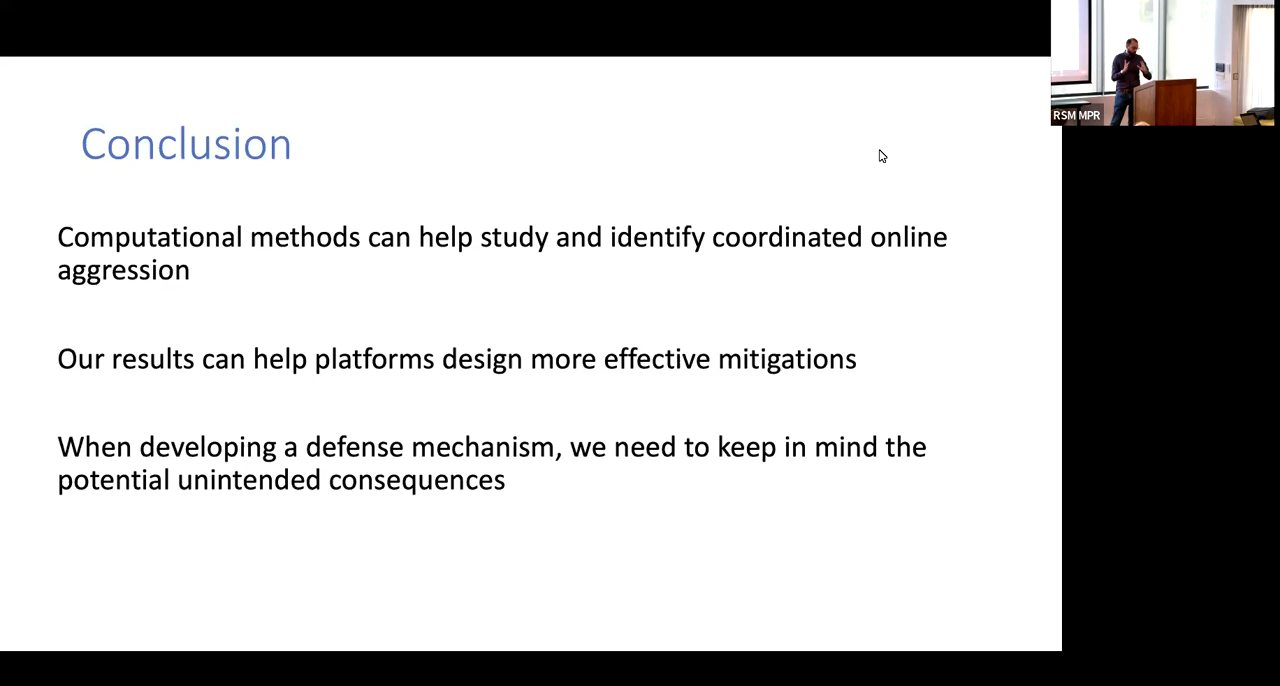 Conclusion
Computational methods can help study and identify coordinated online
aggression
Our results can help platforms design more effective mitigations
When developing a defense mechanism, we need to keep in mind the
potential unintended consequences
RSM MPR